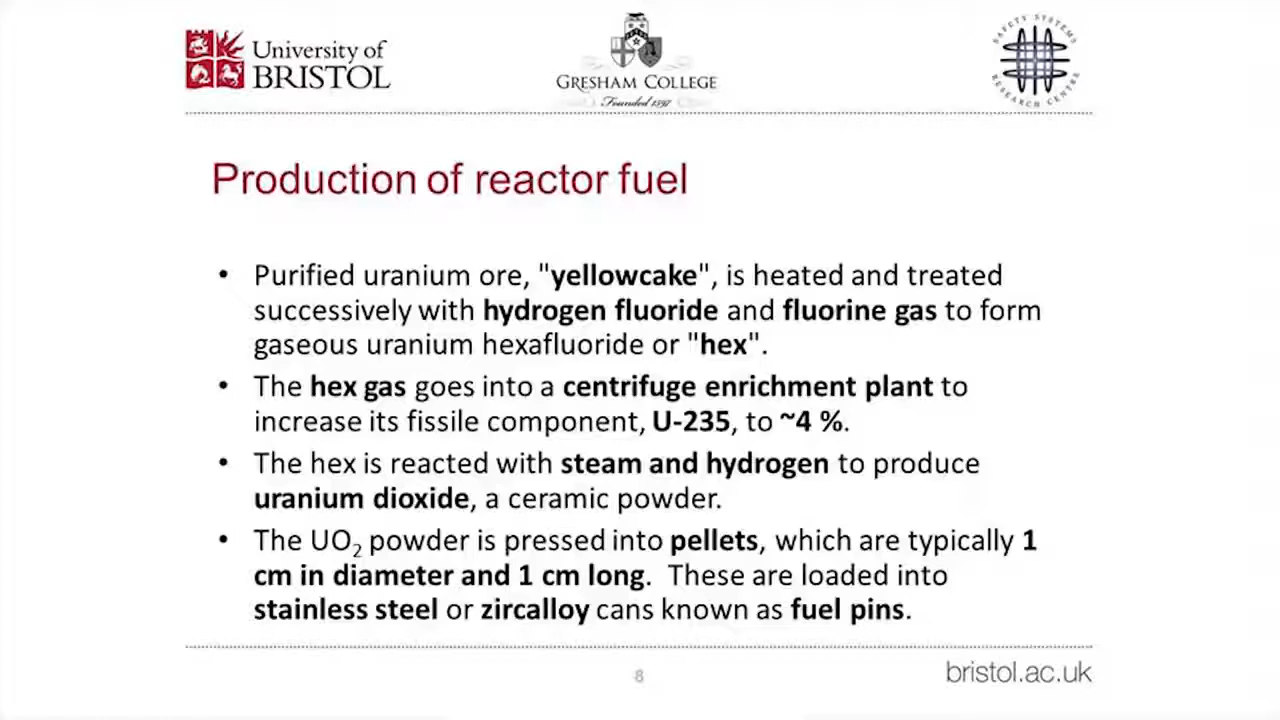 University of
BRISTOL
GRESHAM COLLEGE
Founded 1597
SAFETY SYSTEMS
RESEARCH CENTRE
Production of reactor fuel
• Purified uranium ore, "yellowcake", is heated and treated
successively with hydrogen fluoride and fluorine gas to form
gaseous uranium hexafluoride or "hex".
• The hex gas goes into a centrifuge enrichment plant to
increase its fissile component, U-235, to ~4 %.
• The hex is reacted with steam and hydrogen to produce
uranium dioxide, a ceramic powder.
• The UO₂ powder is pressed into pellets, which are typically 1
cm in diameter and 1 cm long. These are loaded into
stainless steel or zircalloy cans known as fuel pins.
8
bristol.ac.uk